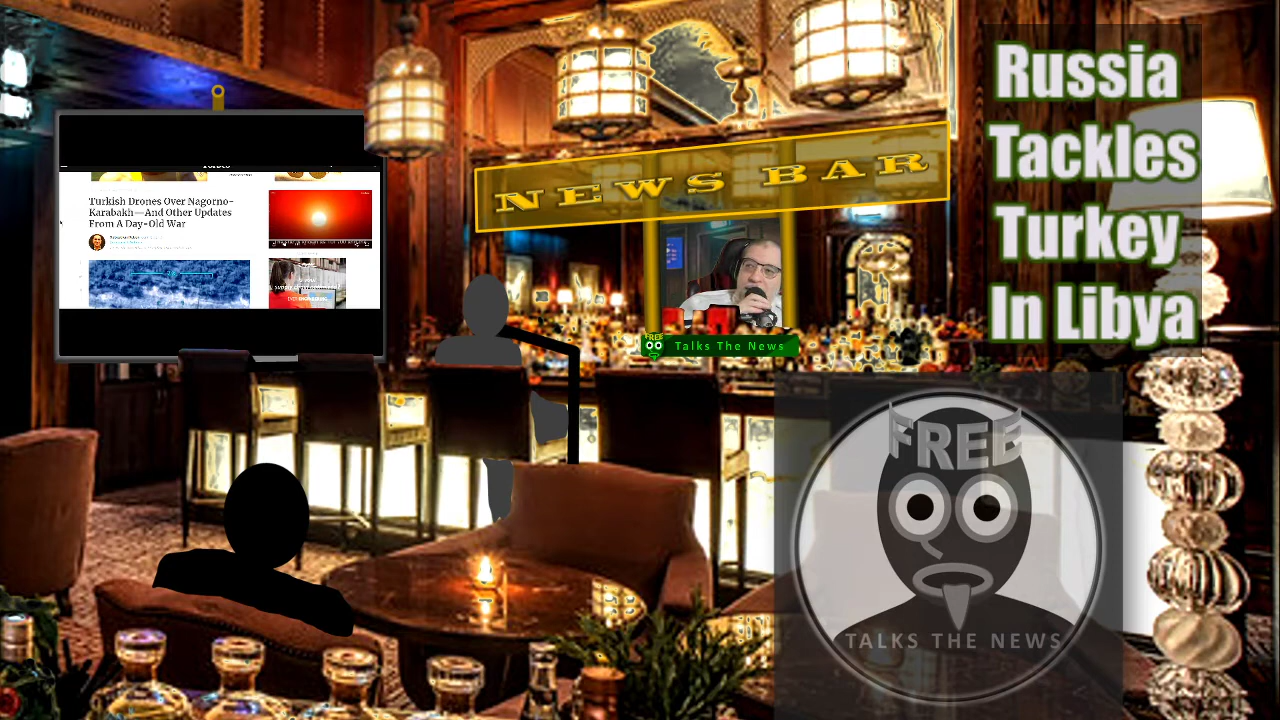 Russia
Tackles
Turkey
In Libya
NEWS BAR
Turkish Drones Over Nagorno-
Karabakh—And Other Updates
From A Day-Old War
FREE
Talks The News
FREE
TALKS THE NEWS